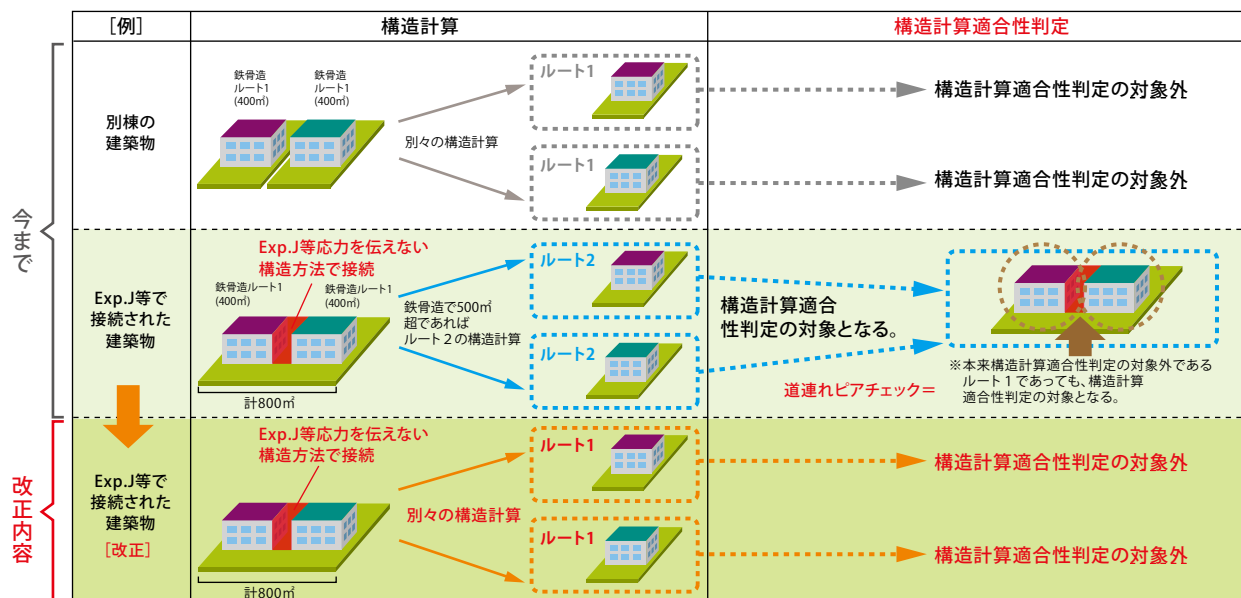 ［例］
構造計算
構造計算適合性判定
今まで
別棟の
建築物
鉄骨造
ルート1
(400㎡)
鉄骨造
ルート1
(400㎡)
別々の構造計算
ルート1
ルート1
構造計算適合性判定の対象外
構造計算適合性判定の対象外
Exp.J等で
接続された
建築物
Exp.J等応力を伝えない
構造方法で接続
鉄骨造ルート1
(400㎡)
鉄骨造ルート1
(400㎡)
計800㎡
鉄骨造で500㎡
超であれば
ルート２の構造計算
ルート2
ルート2
構造計算適合
性判定の対象となる。
道連れピアチェック＝
※本来構造計算適合性判定の対象外である
ルート１であっても、構造計算
適合性判定の対象となる。
改正内容
Exp.J等で
接続された
建築物
［改正］
Exp.J等応力を伝えない
構造方法で接続
計800㎡
別々の構造計算
ルート1
ルート1
構造計算適合性判定の対象外
構造計算適合性判定の対象外